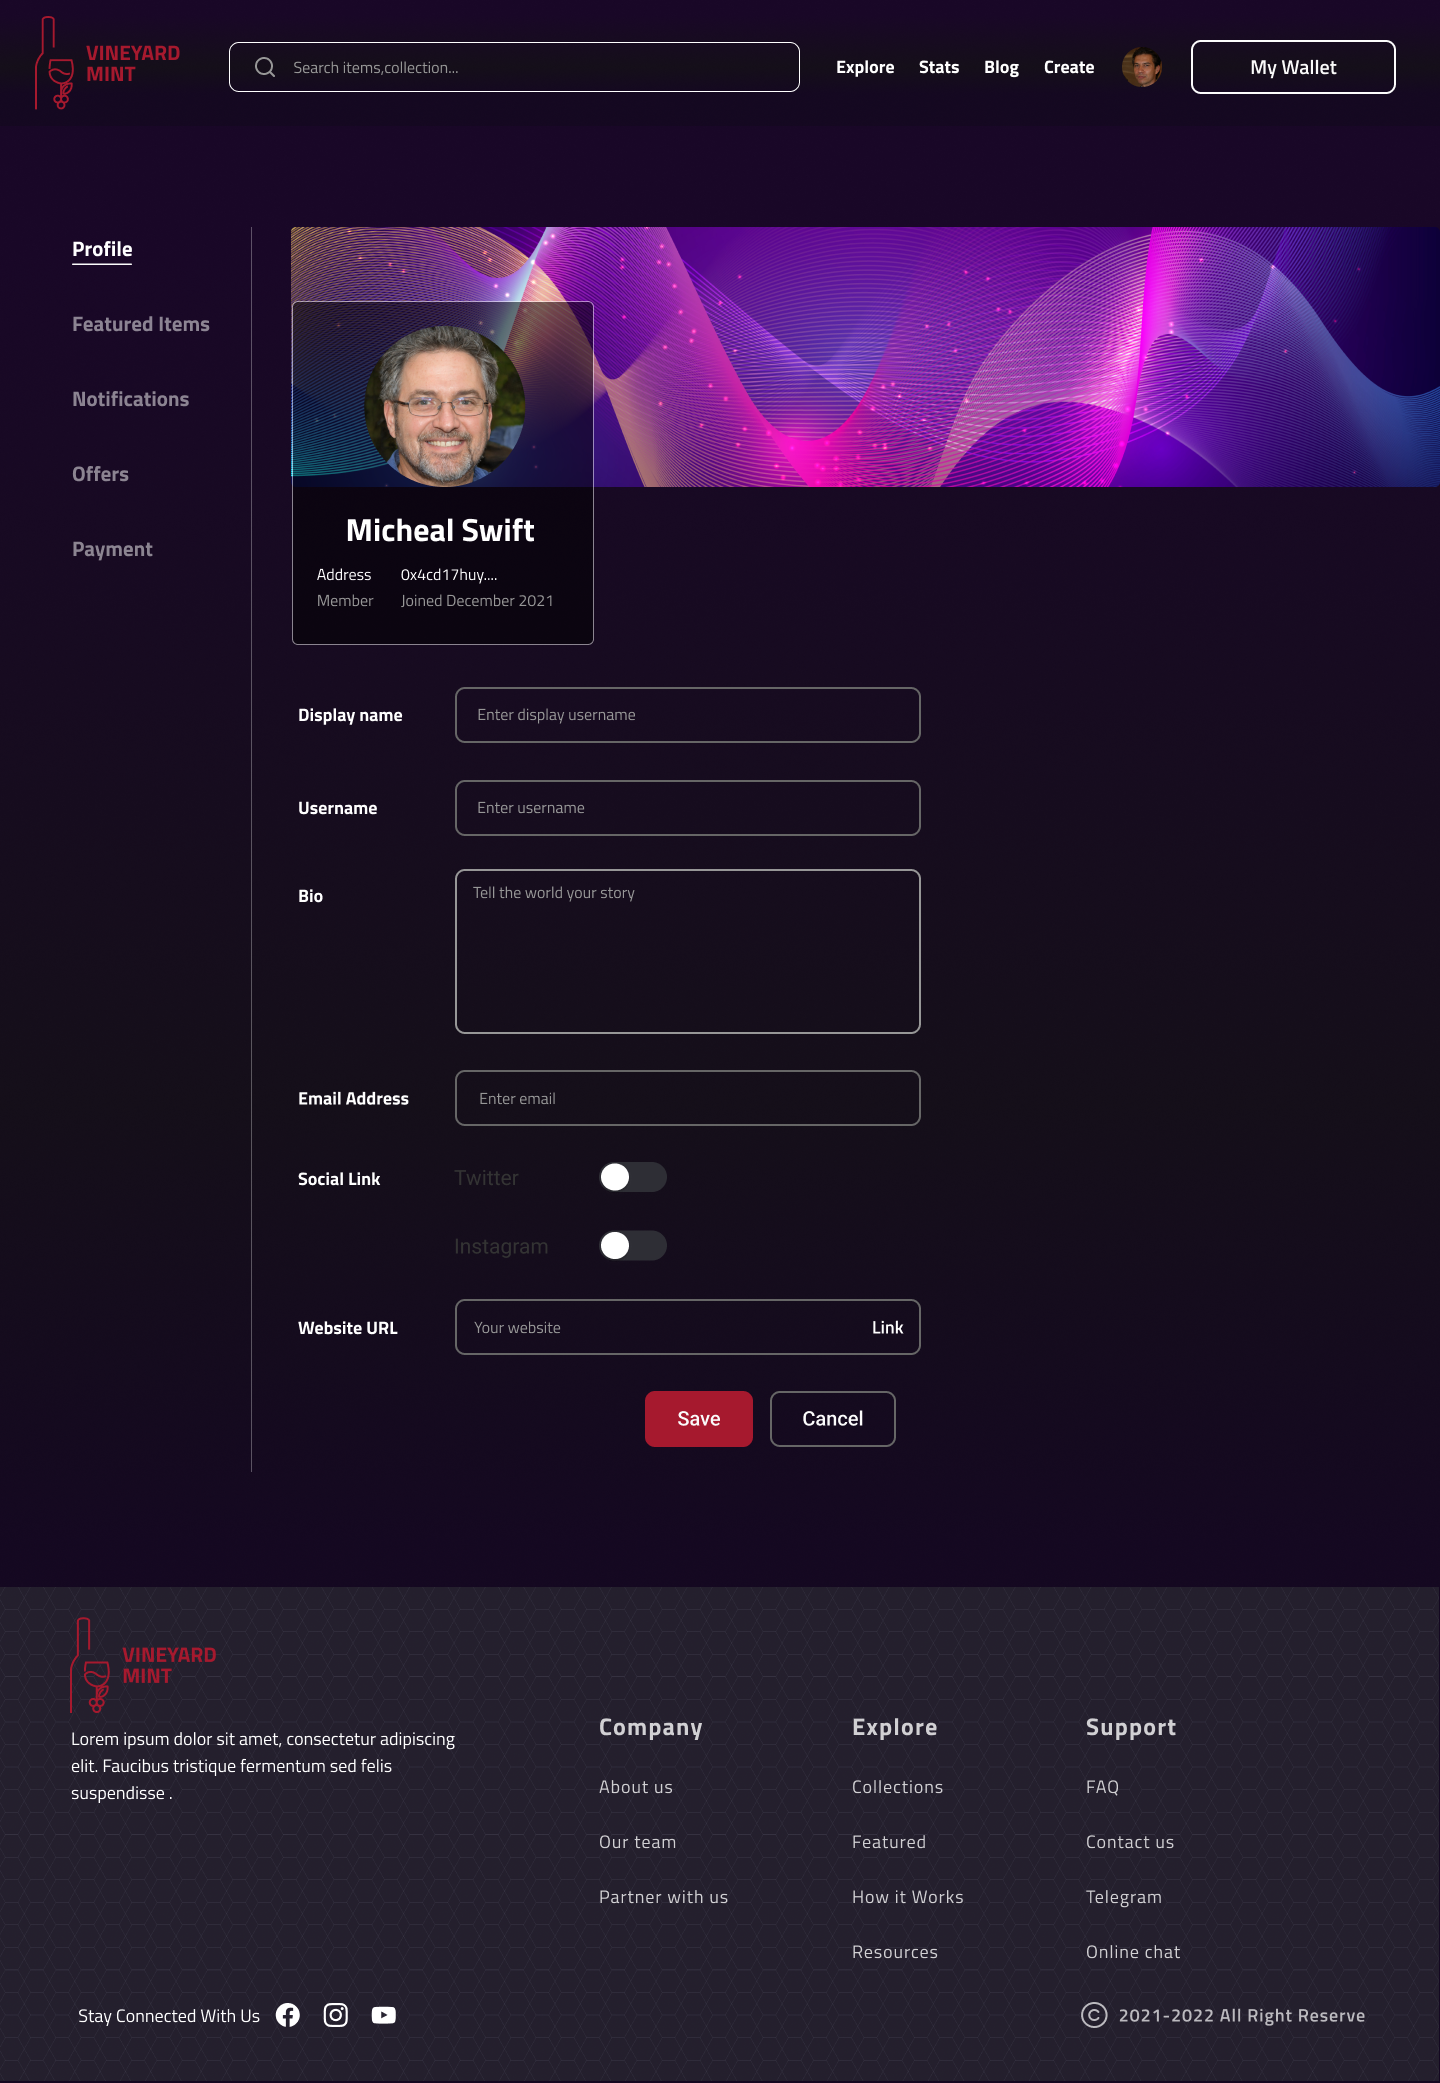 VINEYARD
MINT
Search items,collection...
Explore
Stats
Blog
Create
My Wallet
Profile
Featured Items
Notifications
Offers
Payment
Micheal Swift
Address 0x4cd17huy....
Member Joined December 2021
Display name
Enter display username
Username
Enter username
Bio
Tell the world your story
Email Address
Enter email
Social Link
Twitter
Instagram
Website URL
Your website
Link
Save
Cancel
VINEYARD
MINT
Lorem ipsum dolor sit amet, consectetur adipiscing
elit. Faucibus tristique fermentum sed felis
suspendisse .
Company
About us
Our team
Partner with us
Explore
Collections
Featured
How it Works
Resources
Support
FAQ
Contact us
Telegram
Online chat
Stay Connected With Us
© 2021-2022 All Right Reserve